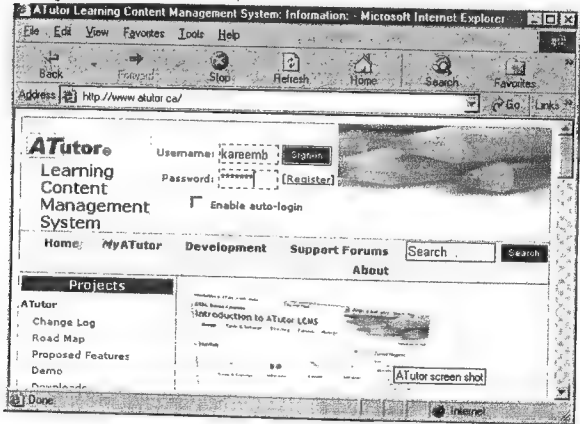 ATutor Learning Content Management System: Information: - Microsoft Internet Explorer
File Edit View Favorites Tools Help
Back Forward Stop Refresh Home Search Favorites
Address http://www.atutor.ca/ Go Links
ATutor
Learning
Content
Management
System
Username: kareemb Sign-in
Password: ******* [Register]
Enable auto-login
Home MyATutor Development Support Forums Search Search
About
Projects
ATutor
Change Log
Road Map
Proposed Features
Demo
Downloads
Introduction to ATutor LCMS
ATutor screen shot
Done Internet